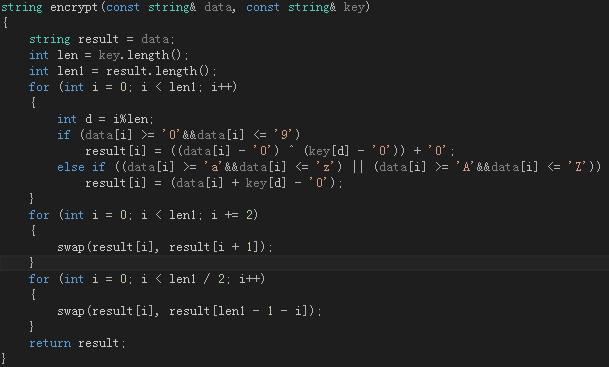 string encrypt(const string& data, const string& key)
{
    string result = data;
    int len = key.length();
    int len1 = result.length();
    for (int i = 0; i < len1; i++)
    {
        int d = i%len;
        if (data[i] >= '0'&&data[i] <= '9')
            result[i] = ((data[i] - '0') ^ (key[d] - '0')) + '0';
        else if ((data[i] >= 'a'&&data[i] <= 'z') || (data[i] >= 'A'&&data[i] <= 'Z'))
            result[i] = (data[i] + key[d] - '0');
    }
    for (int i = 0; i < len1; i += 2)
    {
        swap(result[i], result[i + 1]);
    }
    for (int i = 0; i < len1 / 2; i++)
    {
        swap(result[i], result[len1 - 1 - i]);
    }
    return result;
}